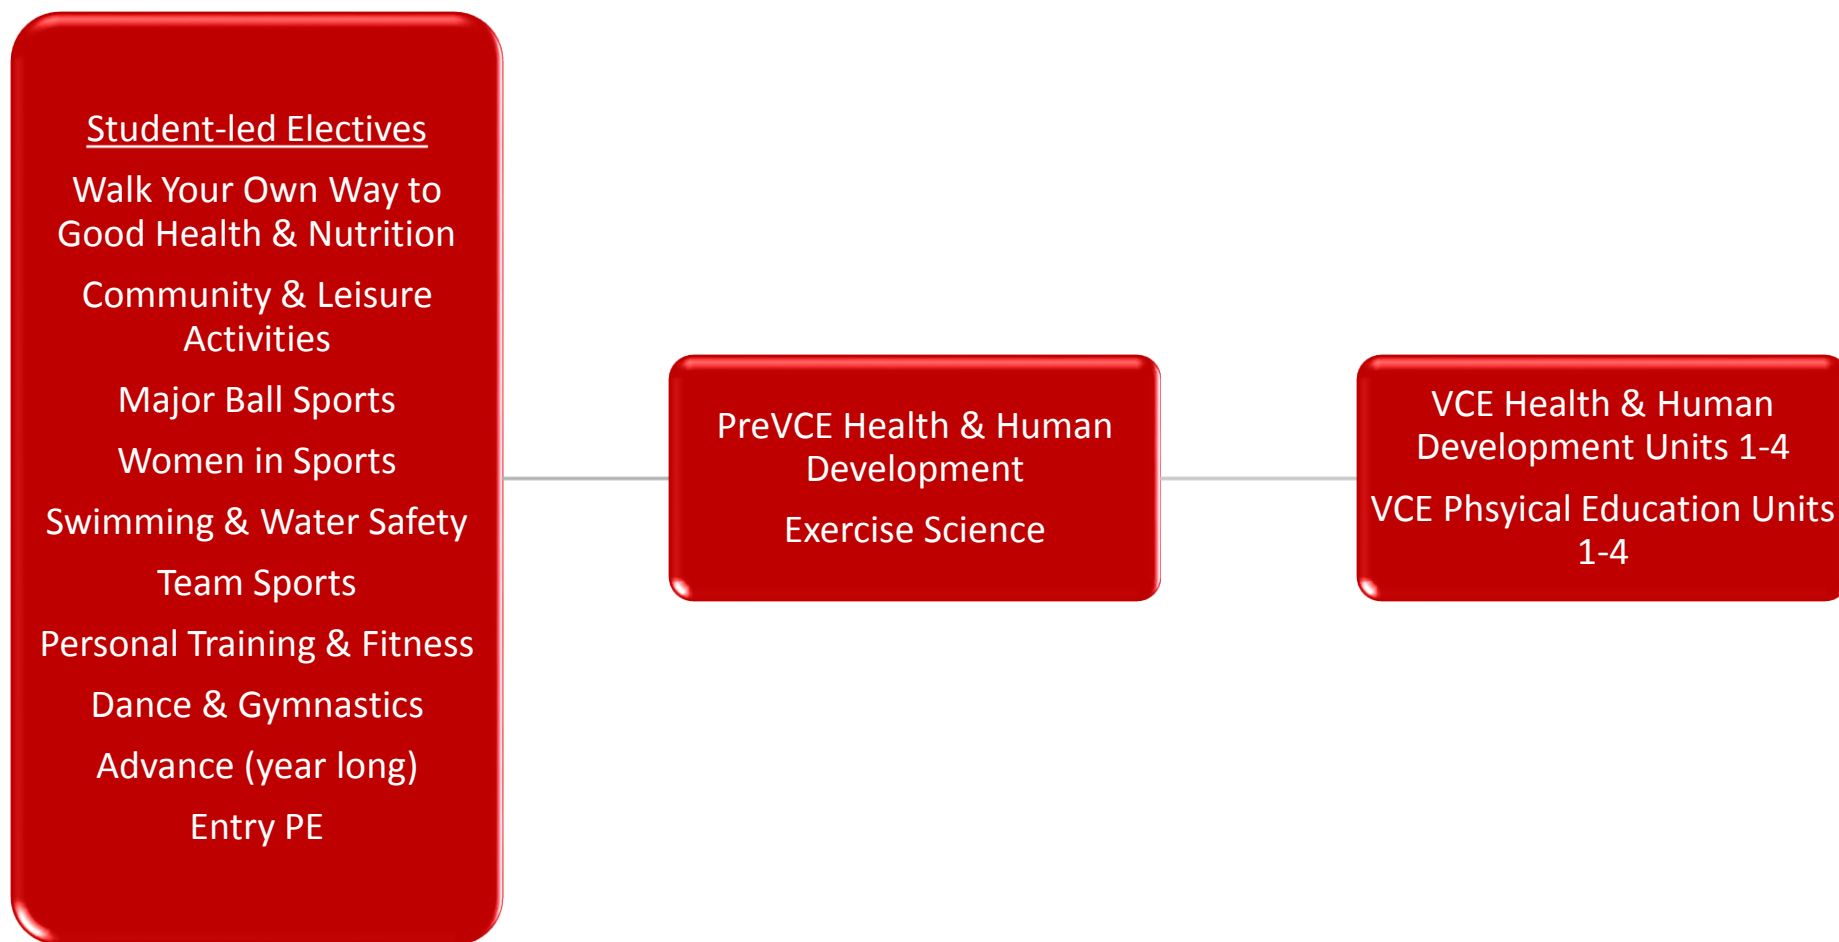 Student-led Electives
Walk Your Own Way to
Good Health & Nutrition
Community & Leisure
Activities
Major Ball Sports
Women in Sports
Swimming & Water Safety
Team Sports
Personal Training & Fitness
Dance & Gymnastics
Advance (year long)
Entry PE
PreVCE Health & Human
Development
Exercise Science
VCE Health & Human
Development Units 1-4
VCE Phsyical Education Units
1-4